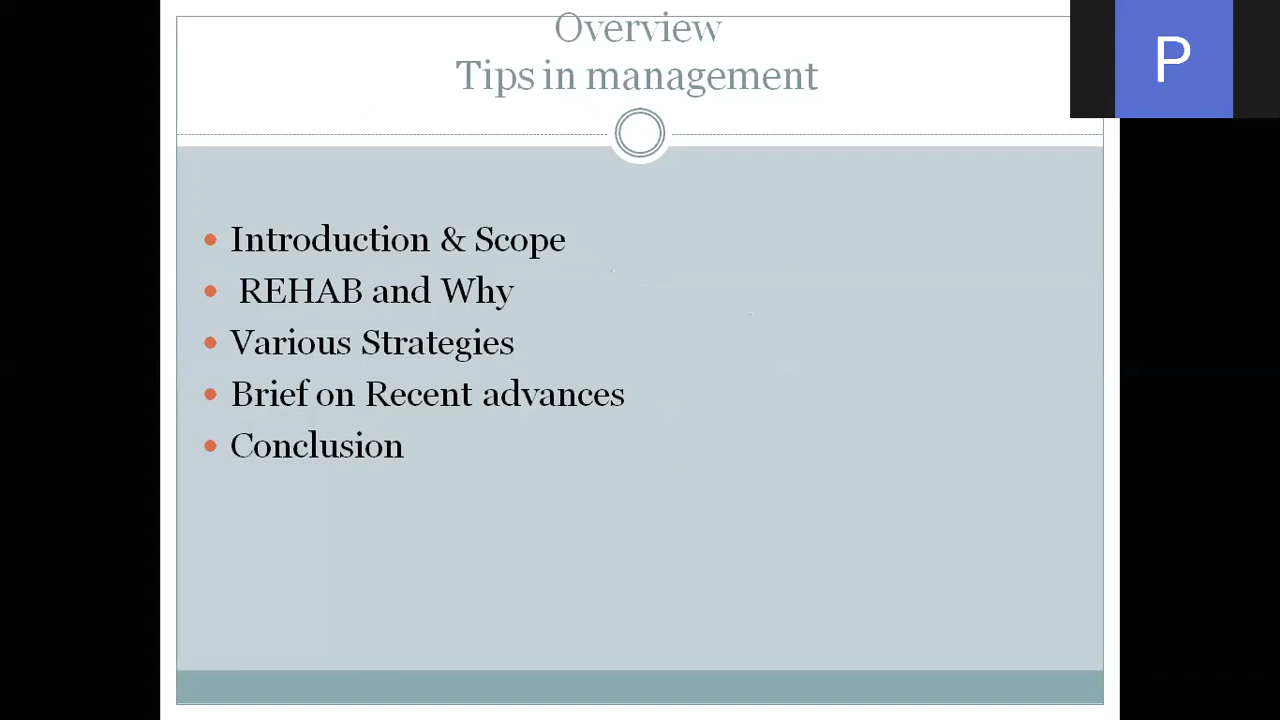 Overview
Tips in management
P
Introduction & Scope
REHAB and Why
Various Strategies
Brief on Recent advances
Conclusion